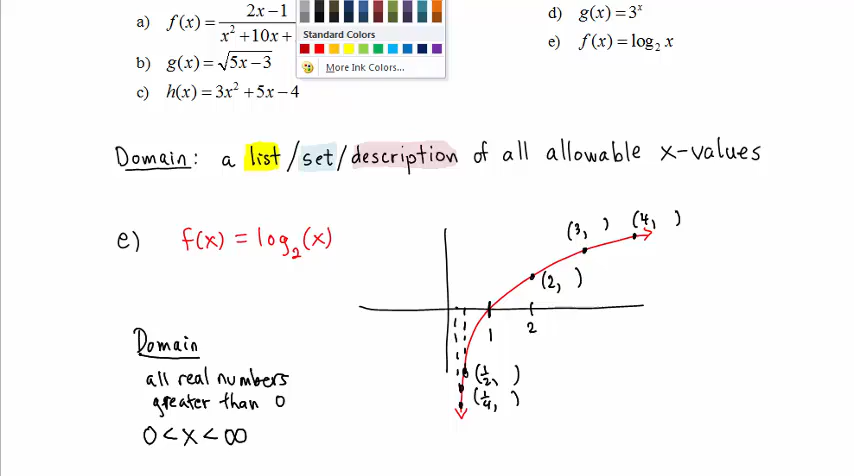 a) f(x) = 2x−1 / x² +10x+
b) g(x) = √5x−3
c) h(x) = 3x² +5x−4
d) g(x) = 3ˣ
e) f(x) = log₂ x
Standard Colors
More Ink Colors...
Domain: a list/set/description of all allowable x-values
e) f(x) = log₂(x)
(3, ) (4, )
(2, )
1 2
Domain
all real numbers
greater than 0
0 < x < ∞
(1/2, )
(1/4, )